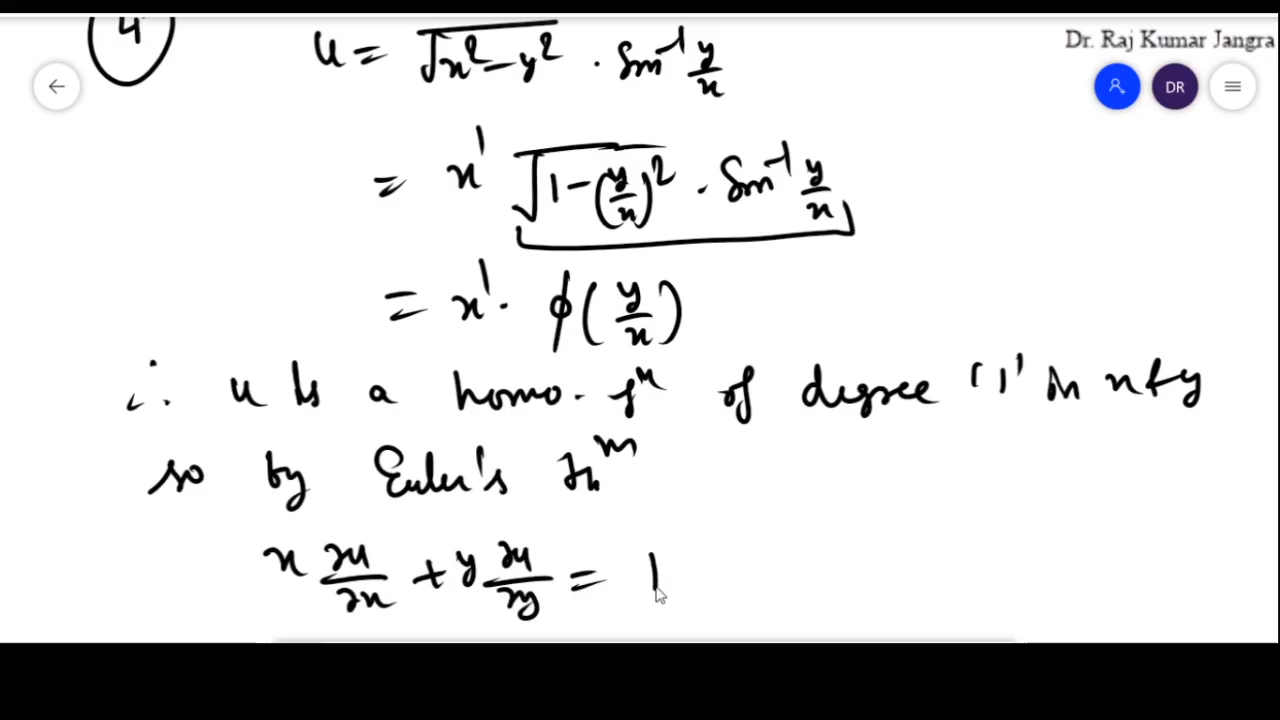 4
Dr. Raj Kumar Jangra
u = √x²-y² · Sin⁻¹ y/x
DR
= x¹ √1-(y/x)² · Sin⁻¹ y/x
= x¹ · φ(y/x)
∴ u is a homo. fⁿ of degree '1' in x & y
so by Euler's thᵐ
x ∂u/∂x + y ∂u/∂y = 1